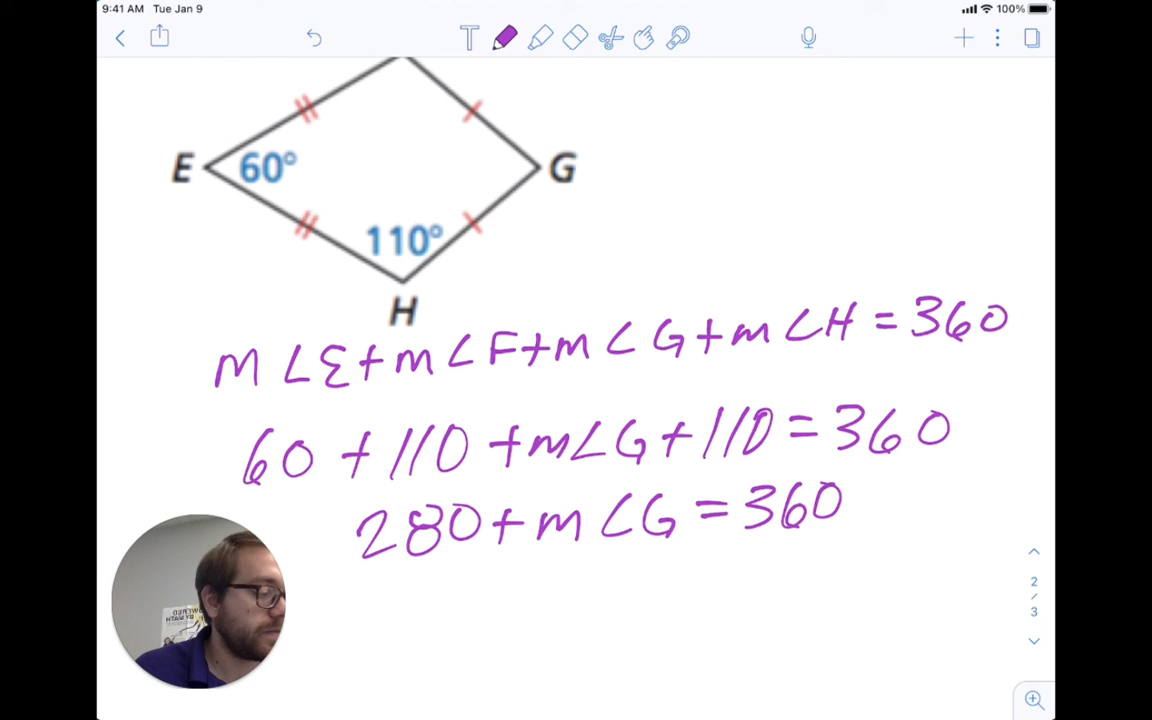 9:41 AM Tue Jan 9
100%
T
E
60°
G
110°
H
m∠E+m∠F+m∠G+m∠H=360
60+110+m∠G+110=360
280+m∠G=360
2
/
3